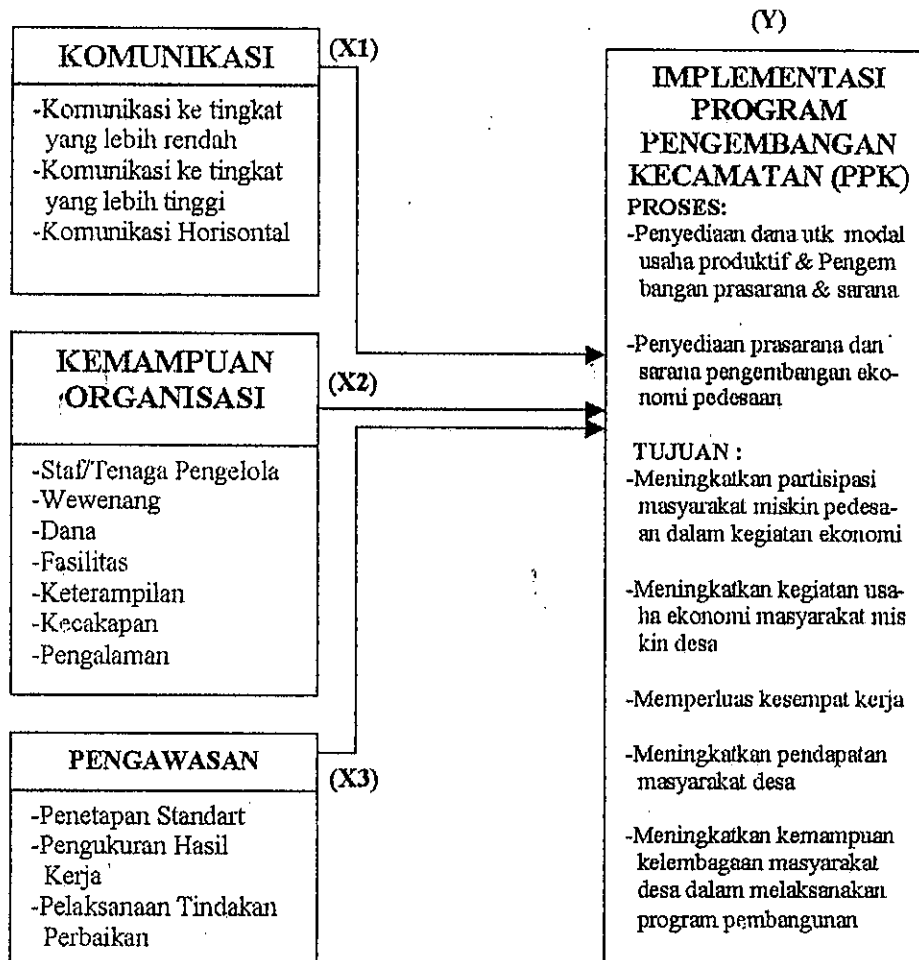 KOMUNIKASI
(X1)
-Komunikasi ke tingkat
yang lebih rendah
-Komunikasi ke tingkat
yang lebih tinggi
-Komunikasi Horisontal
KEMAMPUAN
ORGANISASI
(X2)
-Staf/Tenaga Pengelola
-Wewenang
-Dana
-Fasilitas
-Keterampilan
-Kecakapan
-Pengalaman
PENGAWASAN
(X3)
-Penetapan Standart
-Pengukuran Hasil
Kerja
-Pelaksanaan Tindakan
Perbaikan
(Y)
IMPLEMENTASI
PROGRAM
PENGEMBANGAN
KECAMATAN (PPK)
PROSES:
-Penyediaan dana utk modal
usaha produktif & Pengem
bangan prasarana & sarana
-Penyediaan prasarana dan
sarana pengembangan eko-
nomi pedesaan
TUJUAN :
-Meningkatkan partisipasi
masyarakat miskin pedesa-
an dalam kegiatan ekonomi
-Meningkatkan kegiatan usa-
ha ekonomi masyarakat mis
kin desa
-Memperluas kesempat kerja
-Meningkatkan pendapatan
masyarakat desa
-Meningkatkan kemampuan
kelembagaan masyarakat
desa dalam melaksanakan
program pembangunan